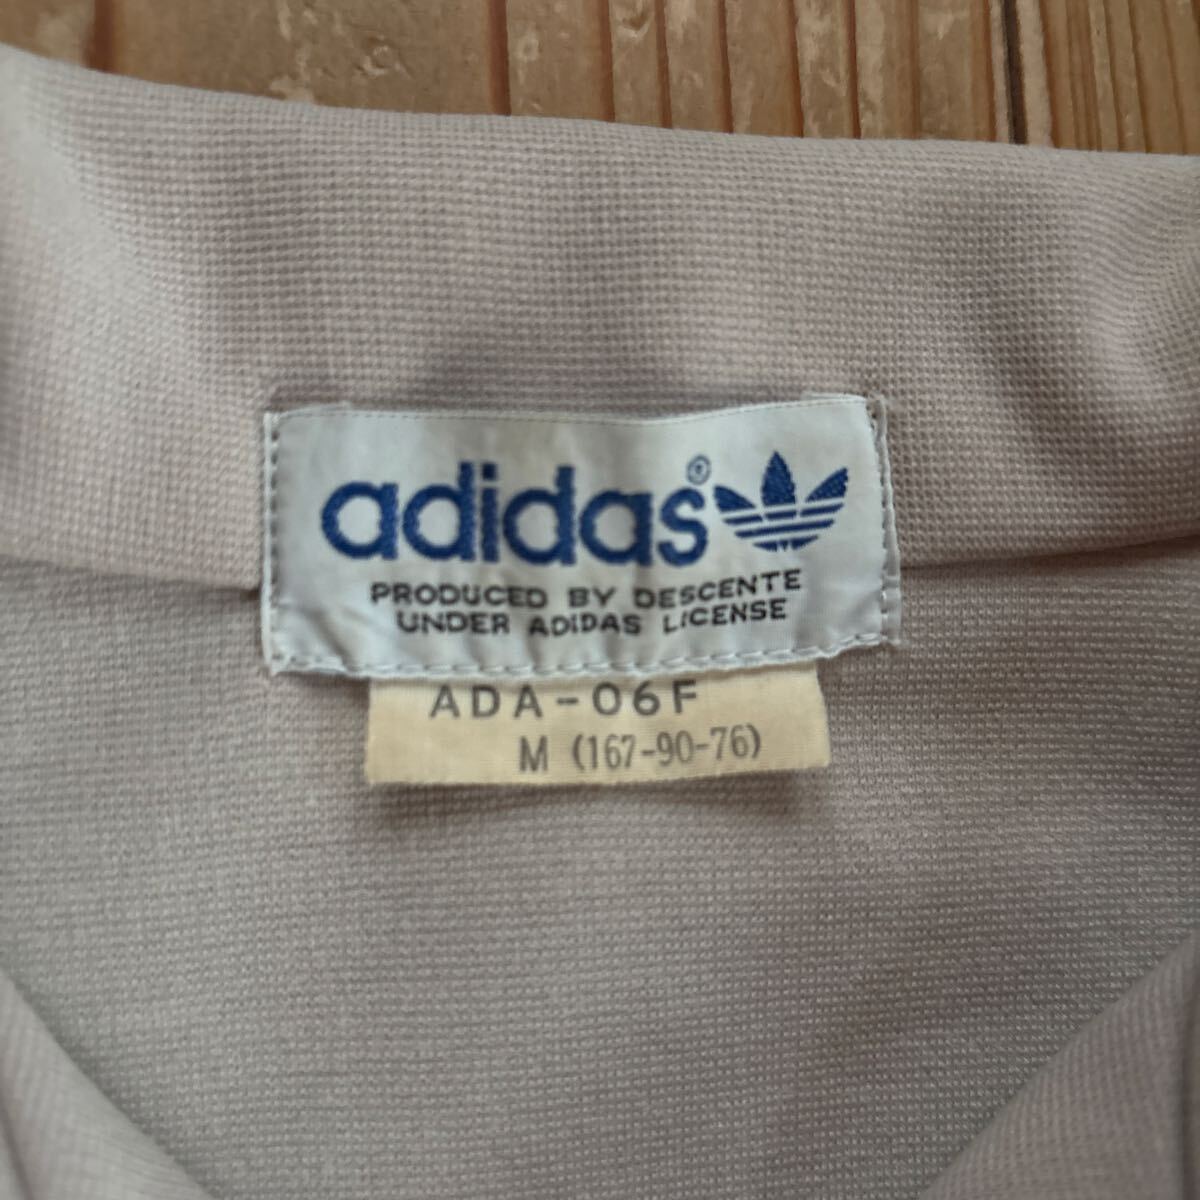 adidas®
PRODUCED BY DESCENTE
UNDER ADIDAS LICENSE
ADA-06F
M (167-90-76)